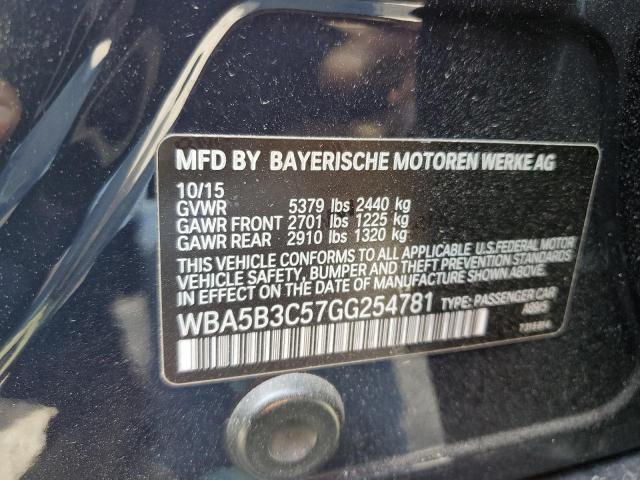 MFD BY BAYERISCHE MOTOREN WERKE AG
10/15
GVWR 5379 lbs 2440 kg
GAWR FRONT 2701 lbs 1225 kg
GAWR REAR 2910 lbs 1320 kg
THIS VEHICLE CONFORMS TO ALL APPLICABLE U.S. FEDERAL MOTOR
VEHICLE SAFETY, BUMPER AND THEFT PREVENTION STANDARDS
IN EFFECT ON THE DATE OF MANUFACTURE SHOWN ABOVE.
WBA5B3C57GG254781 TYPE: PASSENGER CAR